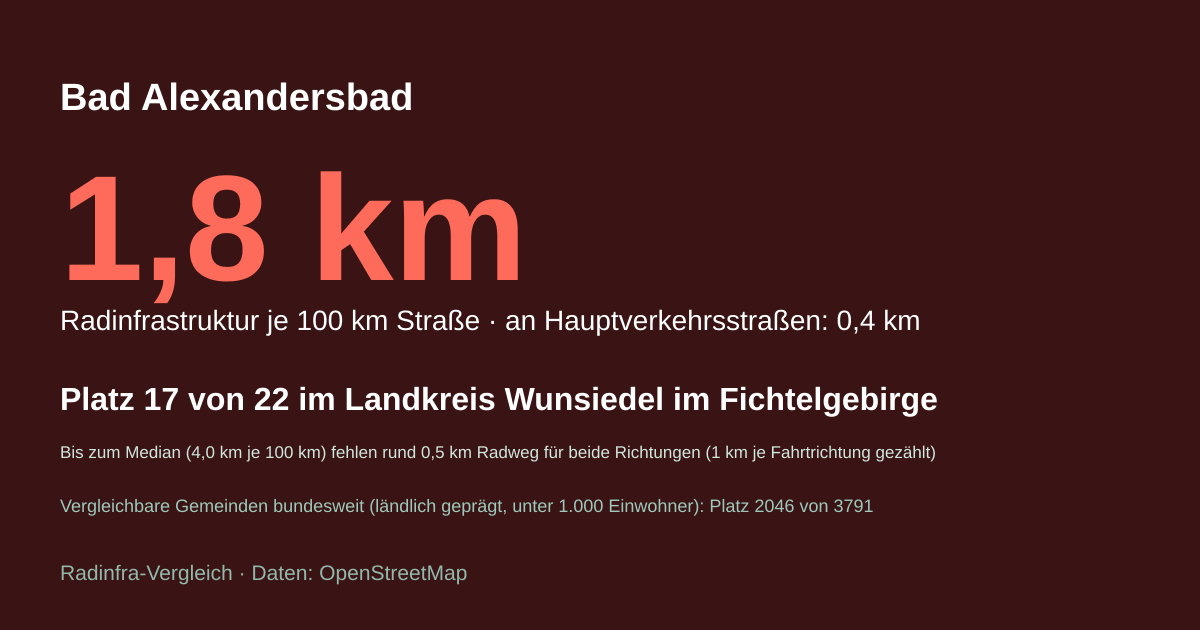 Bad Alexandersbad
1,8 km
Radinfrastruktur je 100 km Straße · an Hauptverkehrsstraßen: 0,4 km
Platz 17 von 22 im Landkreis Wunsiedel im Fichtelgebirge
Bis zum Median (4,0 km je 100 km) fehlen rund 0,5 km Radweg für beide Richtungen (1 km je Fahrtrichtung gezählt)
Vergleichbare Gemeinden bundesweit (ländlich geprägt, unter 1.000 Einwohner): Platz 2046 von 3791
Radinfra-Vergleich · Daten: OpenStreetMap